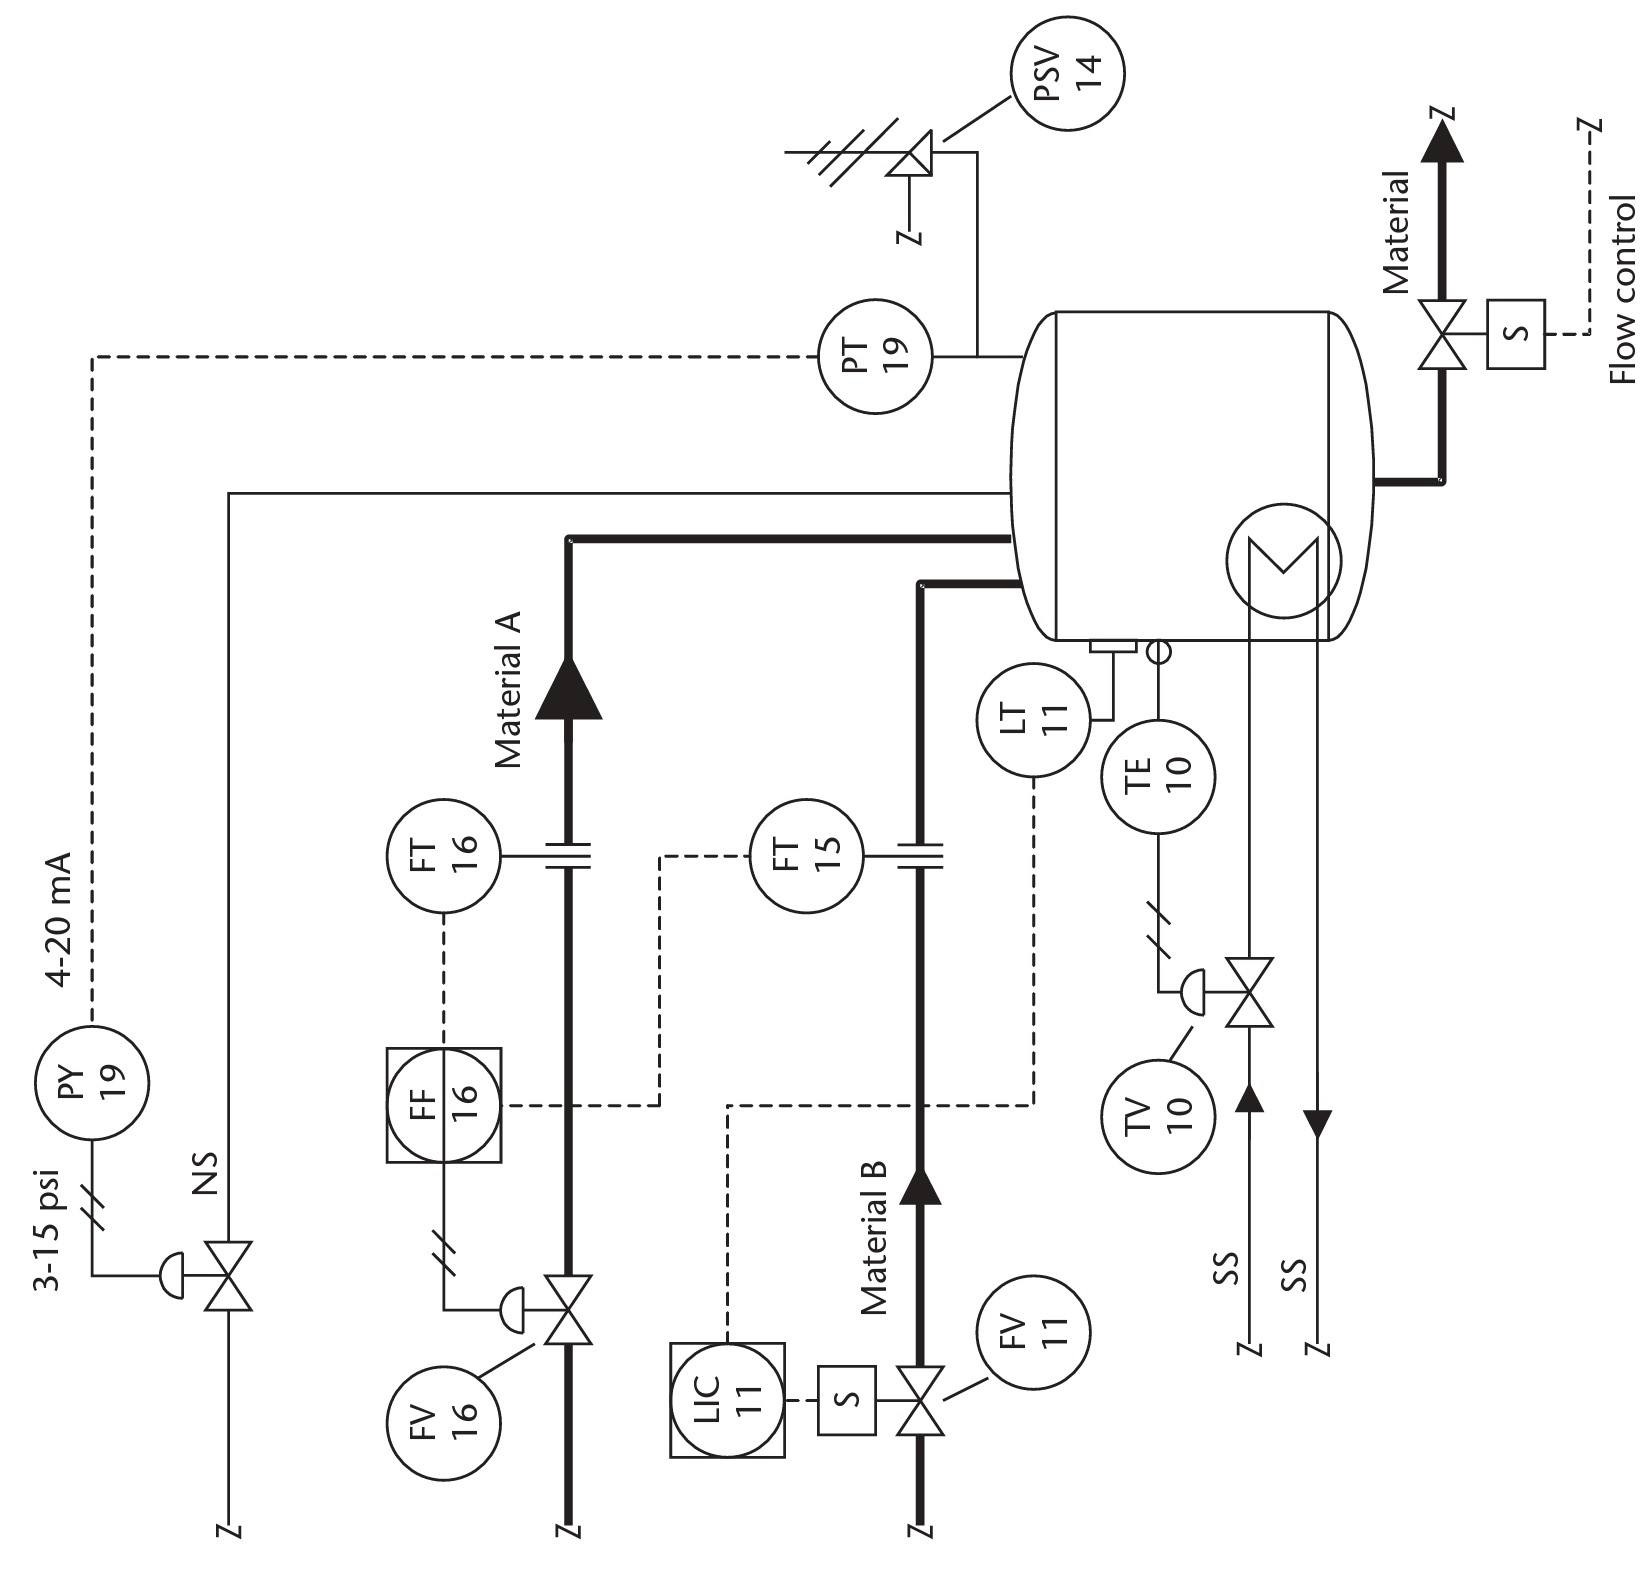 3-15 psi
4-20 mA
PY
19
NS
Z
FV
16
FF
16
FT
16
Material A
Z
LIC
11
FT
15
S
PT
19
Material B
Z
Z
FV
11
LT
11
PSV
14
TV
10
TE
10
SS
Z
SS
Z
Material
Z
S
Z
Flow control